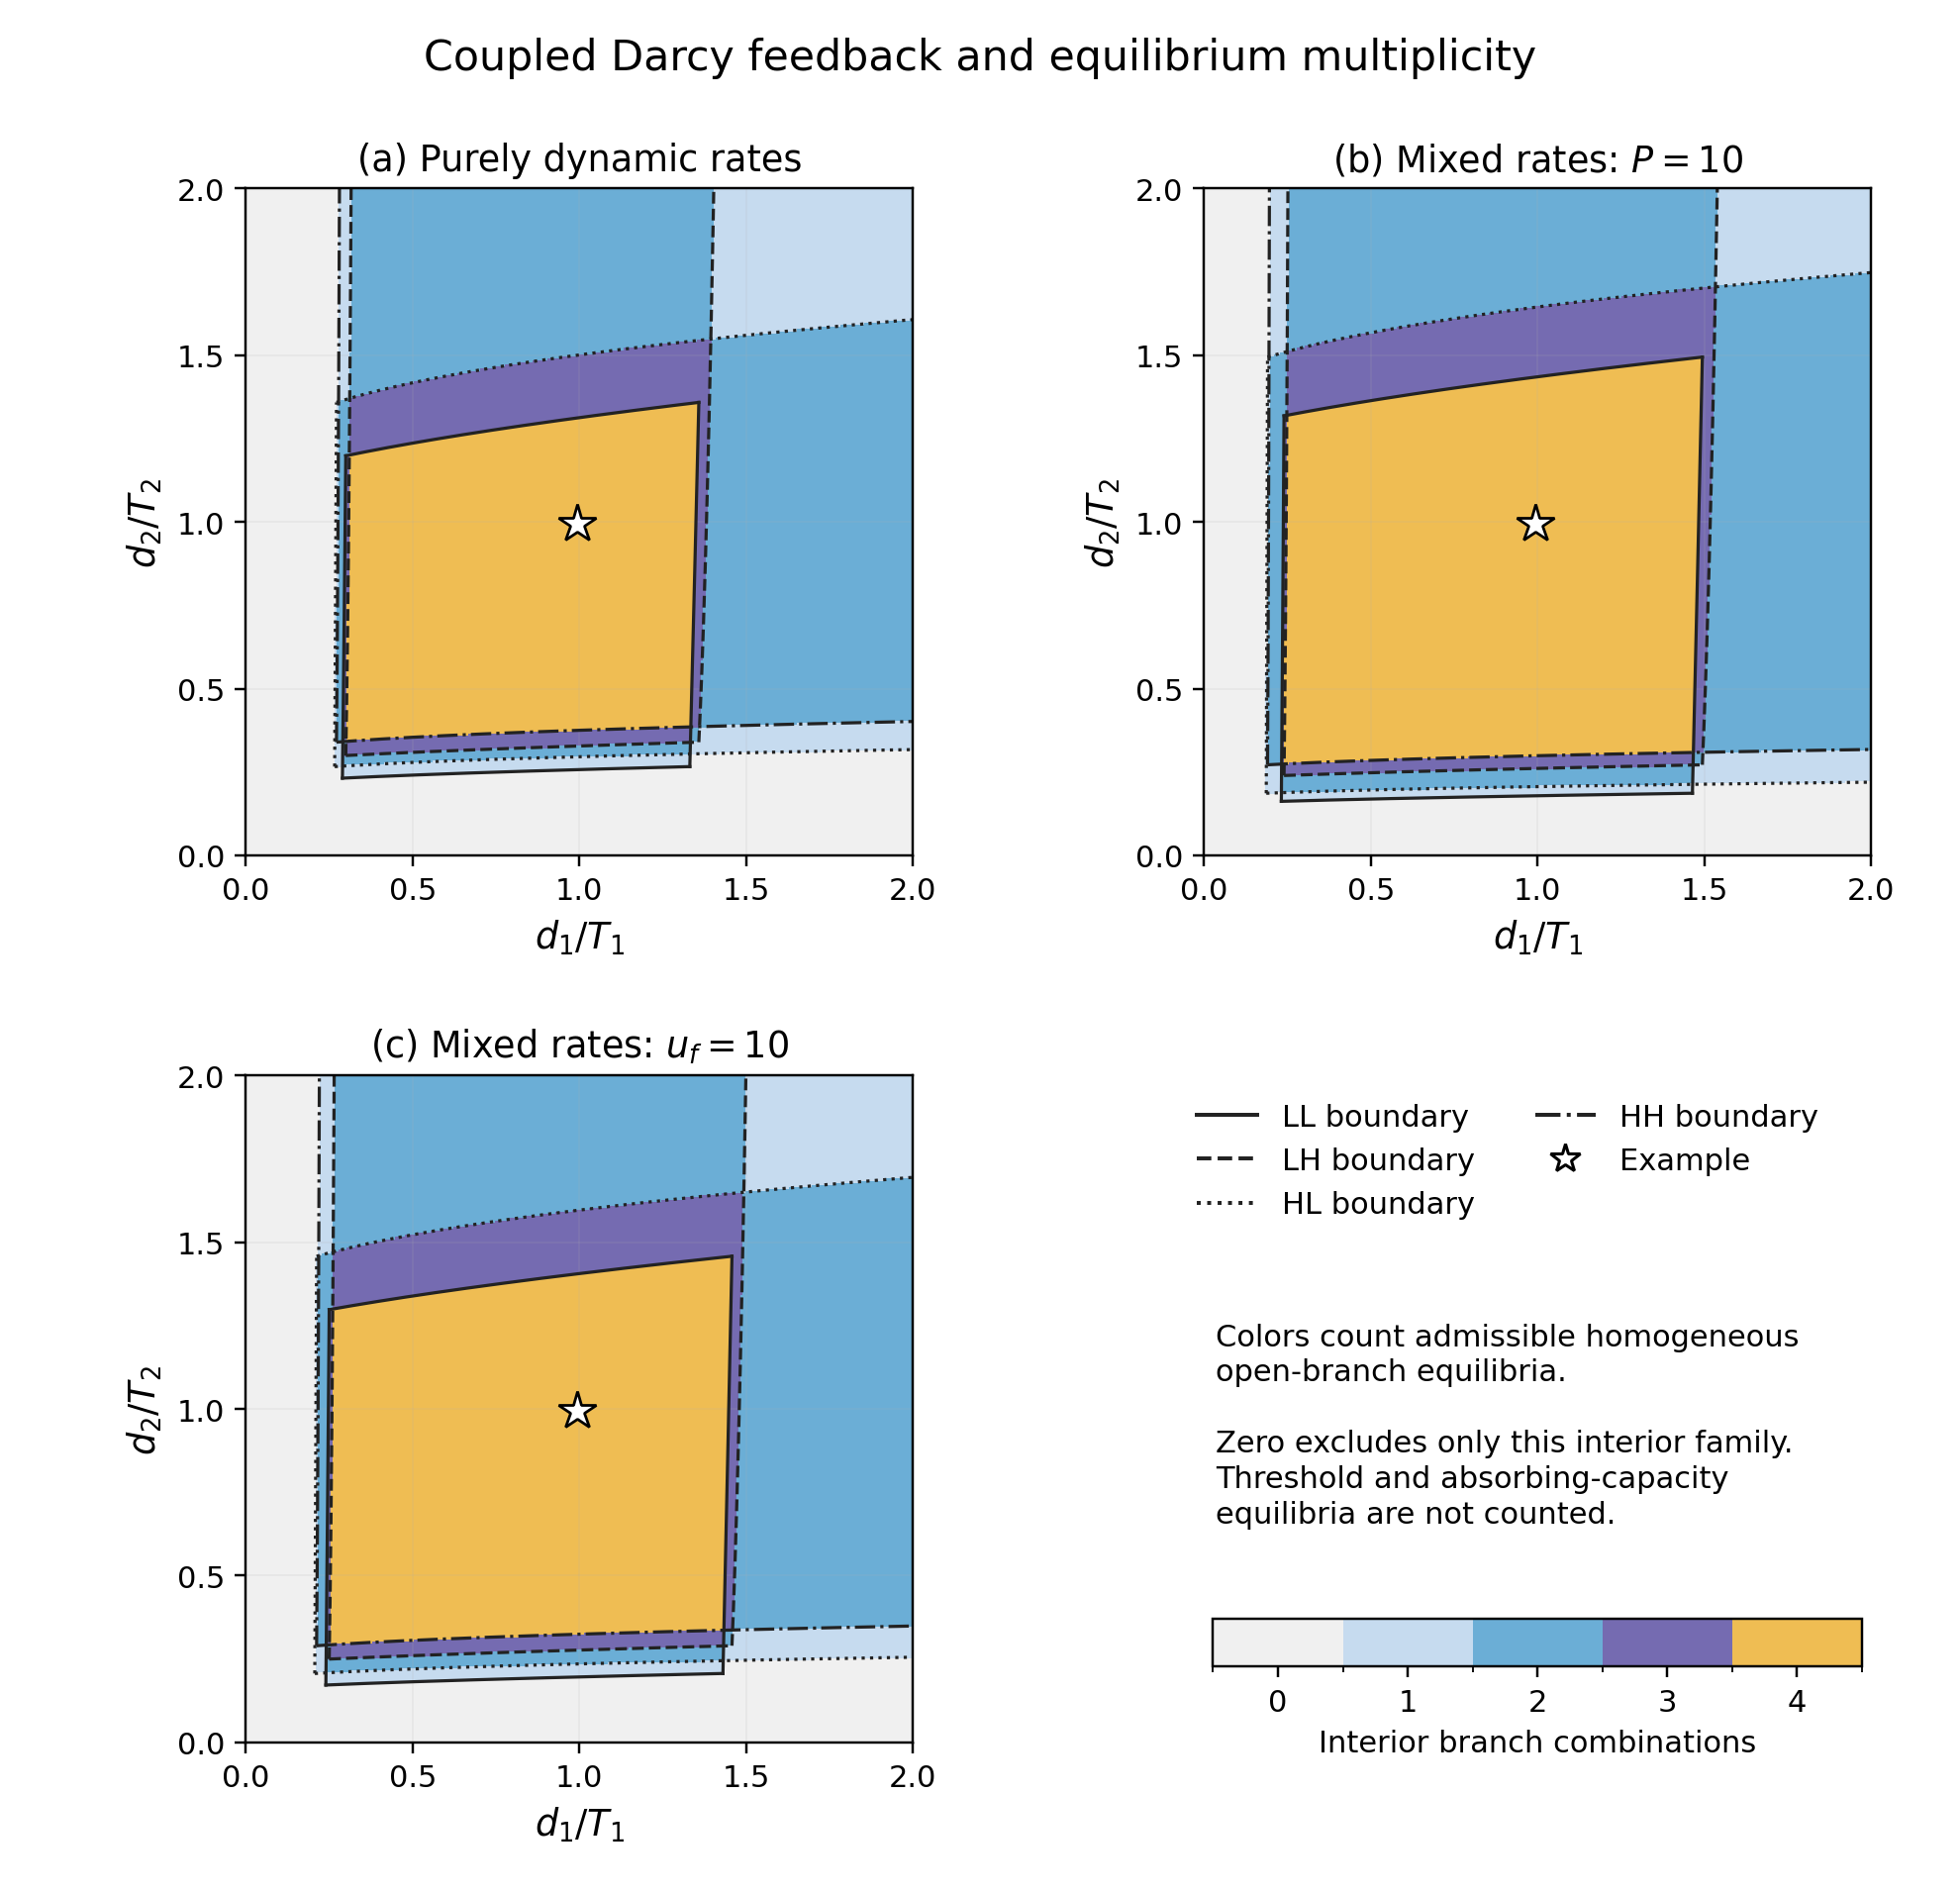 Coupled Darcy feedback and equilibrium multiplicity
(a) Purely dynamic rates
2.0
1.5
1.0
0.5
0.0
d₂/T₂
0.0 0.5 1.0 1.5 2.0
d₁/T₁
(b) Mixed rates: P = 10
2.0
1.5
1.0
0.5
0.0
d₂/T₂
0.0 0.5 1.0 1.5 2.0
d₁/T₁
(c) Mixed rates: u_f = 10
2.0
1.5
1.0
0.5
0.0
d₂/T₂
0.0 0.5 1.0 1.5 2.0
d₁/T₁
LL boundary
LH boundary
HL boundary
HH boundary
Example
Colors count admissible homogeneous
open-branch equilibria.
Zero excludes only this interior family.
Threshold and absorbing-capacity
equilibria are not counted.
0 1 2 3 4
Interior branch combinations